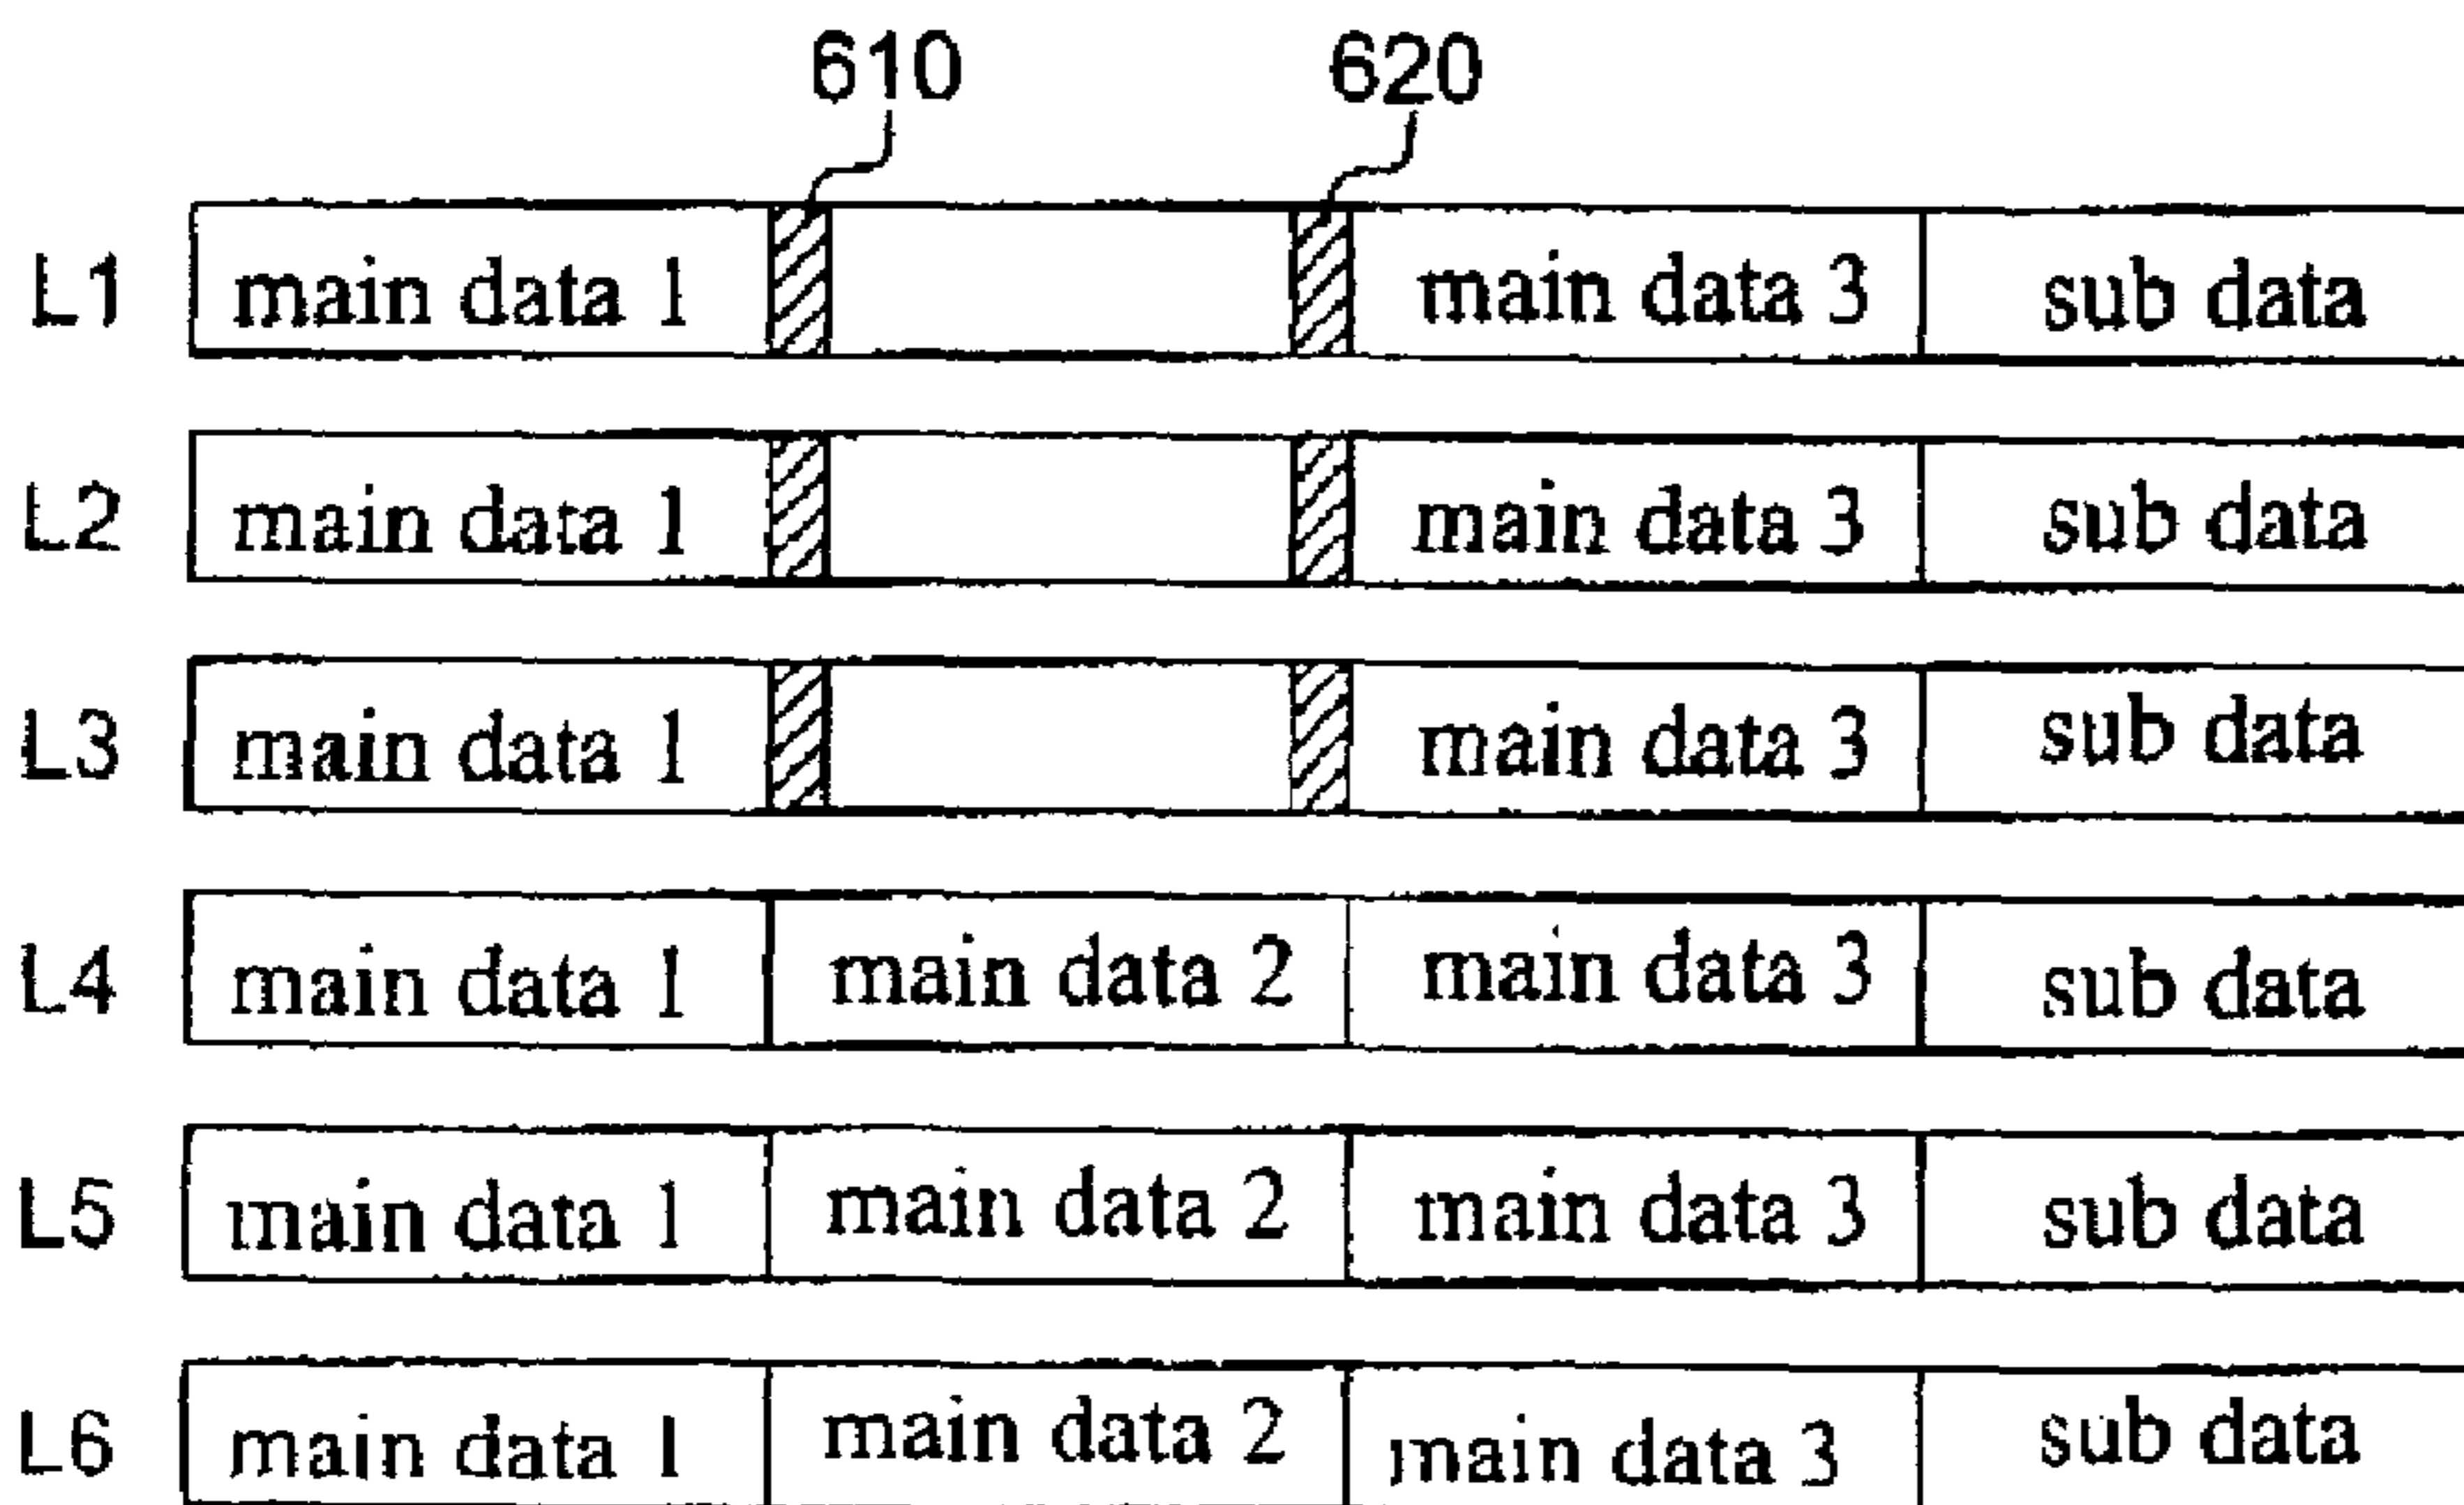 610 620
L1 main data 1 main data 3 sub data
L2 main data 1 main data 3 sub data
L3 main data 1 main data 3 sub data
L4 main data 1 main data 2 main data 3 sub data
L5 main data 1 main data 2 main data 3 sub data
L6 main data 1 main data 2 main data 3 sub data